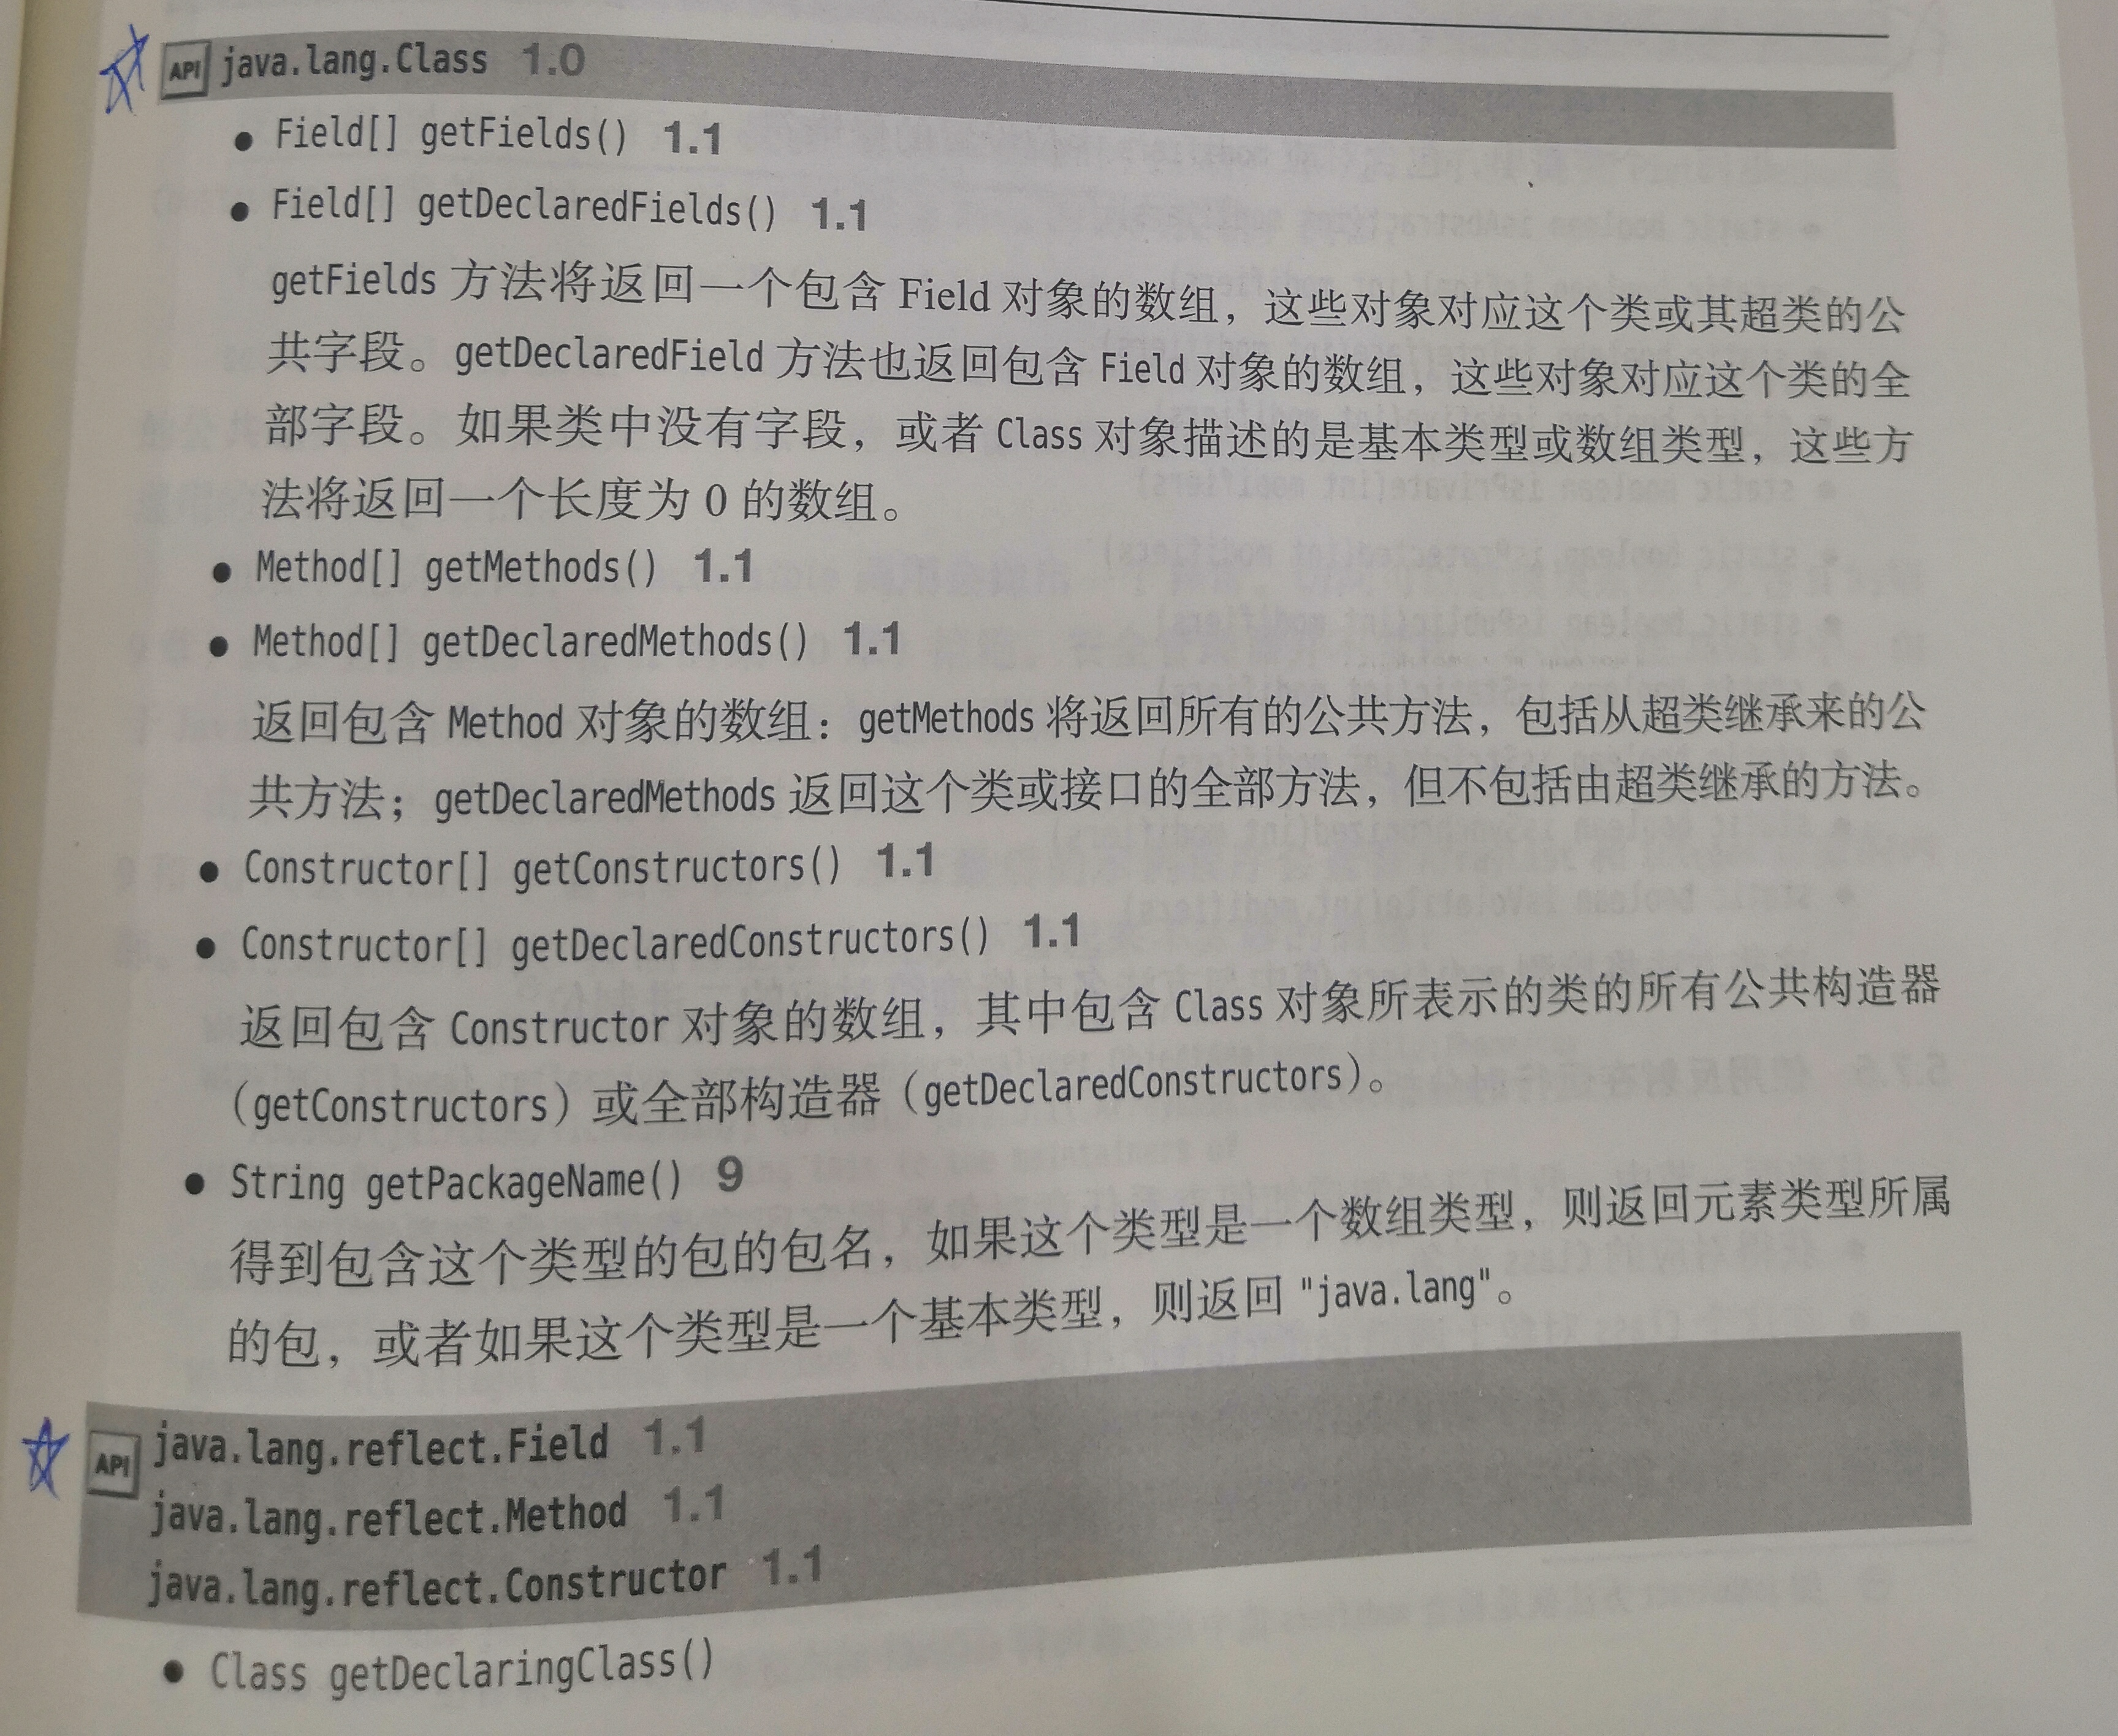 API java.lang.Class 1.0
● Field[] getFields() 1.1
● Field[] getDeclaredFields() 1.1
getFields 方法将返回一个包含 Field 对象的数组，这些对象对应这个类或其超类的公
共字段。getDeclaredField 方法也返回包含 Field 对象的数组，这些对象对应这个类的全
部字段。如果类中没有字段，或者 Class 对象描述的是基本类型或数组类型，这些方
法将返回一个长度为 0 的数组。
● Method[] getMethods() 1.1
● Method[] getDeclaredMethods() 1.1
返回包含 Method 对象的数组：getMethods 将返回所有的公共方法，包括从超类继承来的公
共方法；getDeclaredMethods 返回这个类或接口的全部方法，但不包括由超类继承的方法。
● Constructor[] getConstructors() 1.1
● Constructor[] getDeclaredConstructors() 1.1
返回包含 Constructor 对象的数组，其中包含 Class 对象所表示的类的所有公共构造器
（getConstructors）或全部构造器（getDeclaredConstructors）。
● String getPackageName() 9
得到包含这个类型的包的包名，如果这个类型是一个数组类型，则返回元素类型所属
的包，或者如果这个类型是一个基本类型，则返回 "java.lang"。
API java.lang.reflect.Field 1.1
java.lang.reflect.Method 1.1
java.lang.reflect.Constructor 1.1
● Class getDeclaringClass()